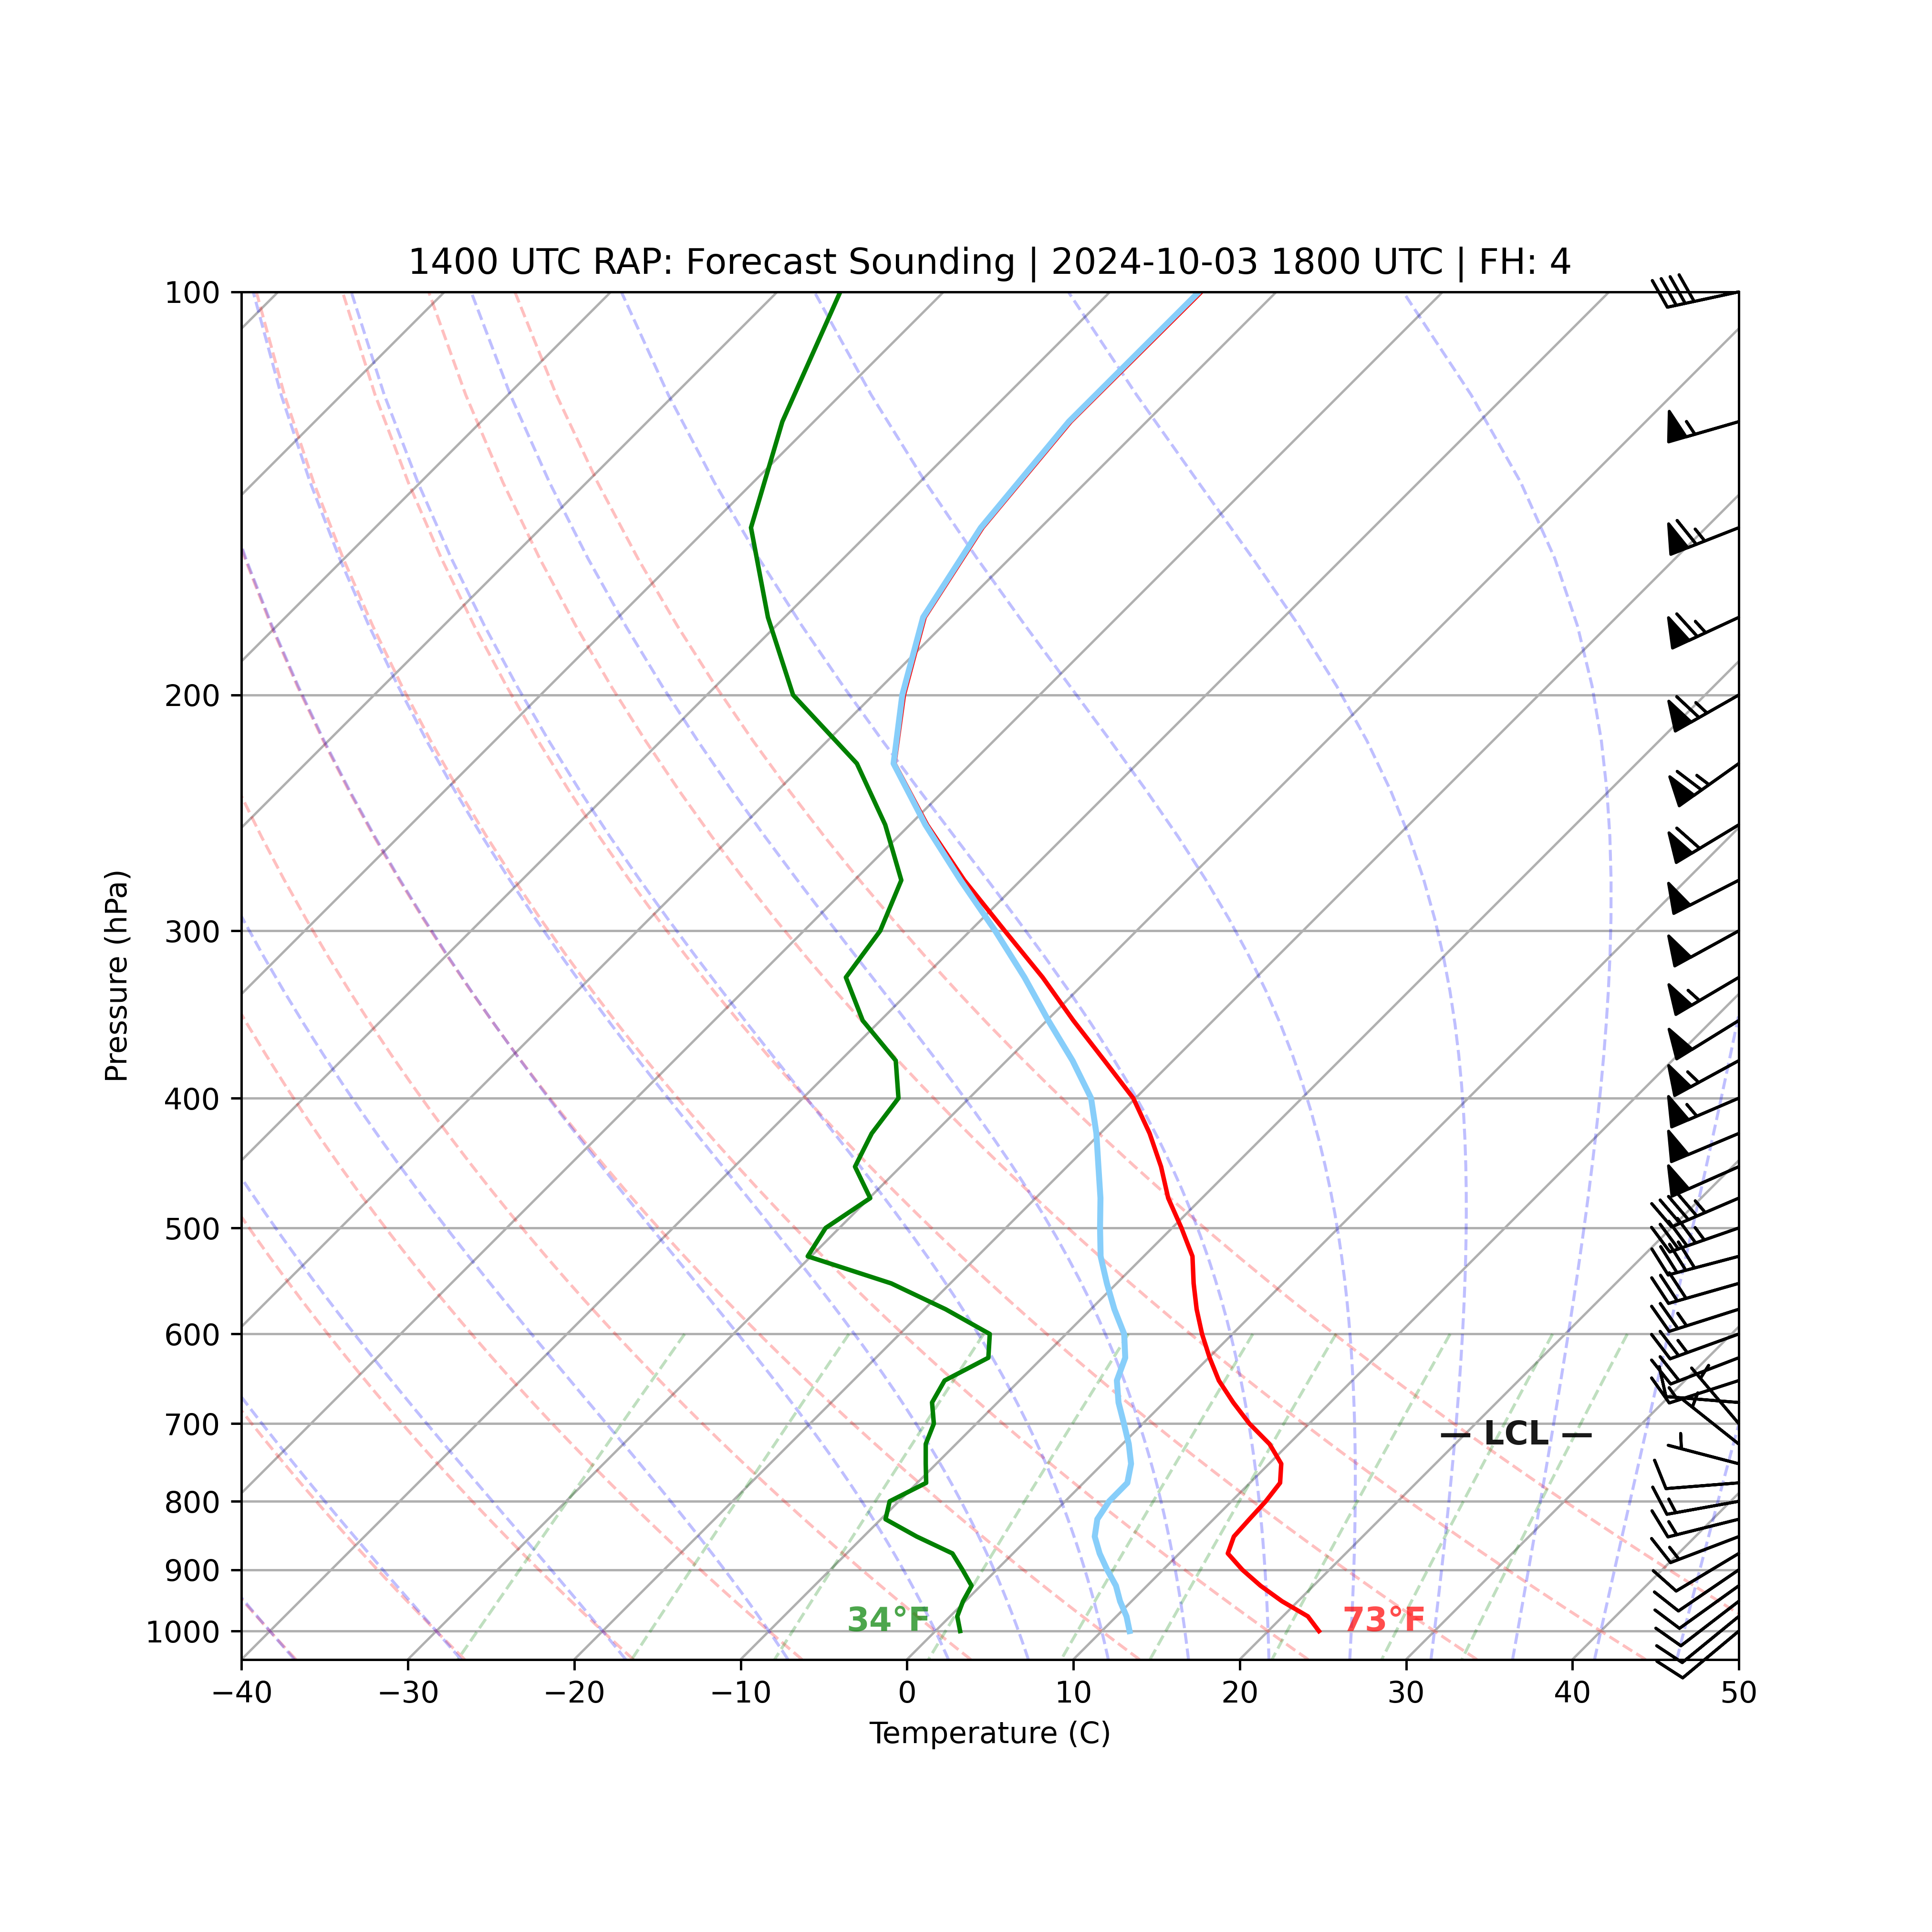 1400 UTC RAP: Forecast Sounding | 2024-10-03 1800 UTC | FH: 4
100
200
300
400
500
600
700
800
900
1000
Pressure (hPa)
— LCL —
34°F
73°F
−40 −30 −20 −10 0 10 20 30 40 50
Temperature (C)